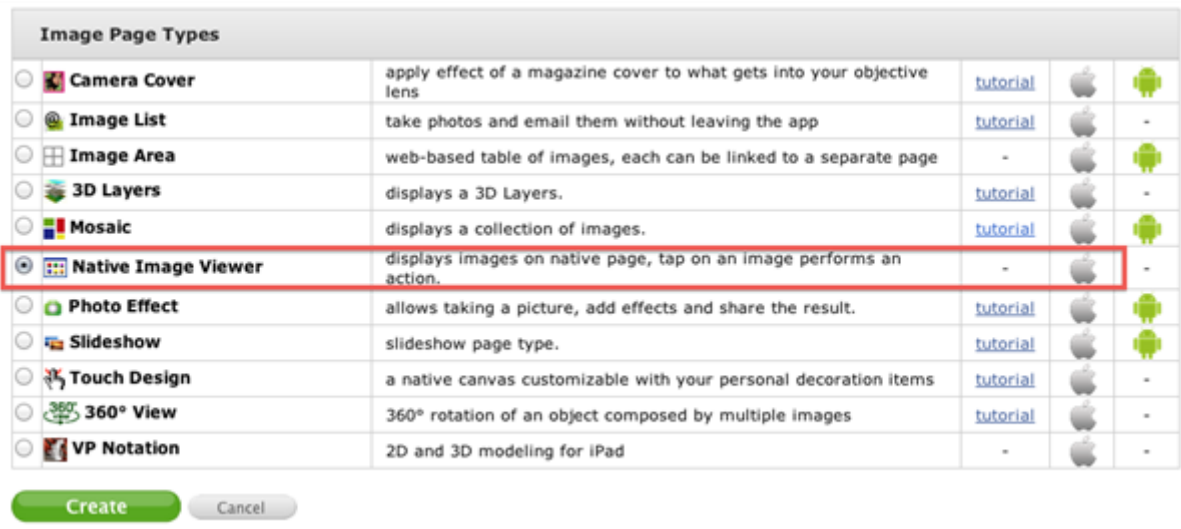 Image Page Types
Camera Cover apply effect of a magazine cover to what gets into your objective lens tutorial
Image List take photos and email them without leaving the app tutorial -
Image Area web-based table of images, each can be linked to a separate page -
3D Layers displays a 3D Layers. tutorial -
Mosaic displays a collection of images. tutorial
Native Image Viewer displays images on native page, tap on an image performs an action. - -
Photo Effect allows taking a picture, add effects and share the result. tutorial
Slideshow slideshow page type. tutorial
Touch Design a native canvas customizable with your personal decoration items tutorial -
360° 360° View 360° rotation of an object composed by multiple images tutorial -
VP Notation 2D and 3D modeling for iPad - -
Create Cancel